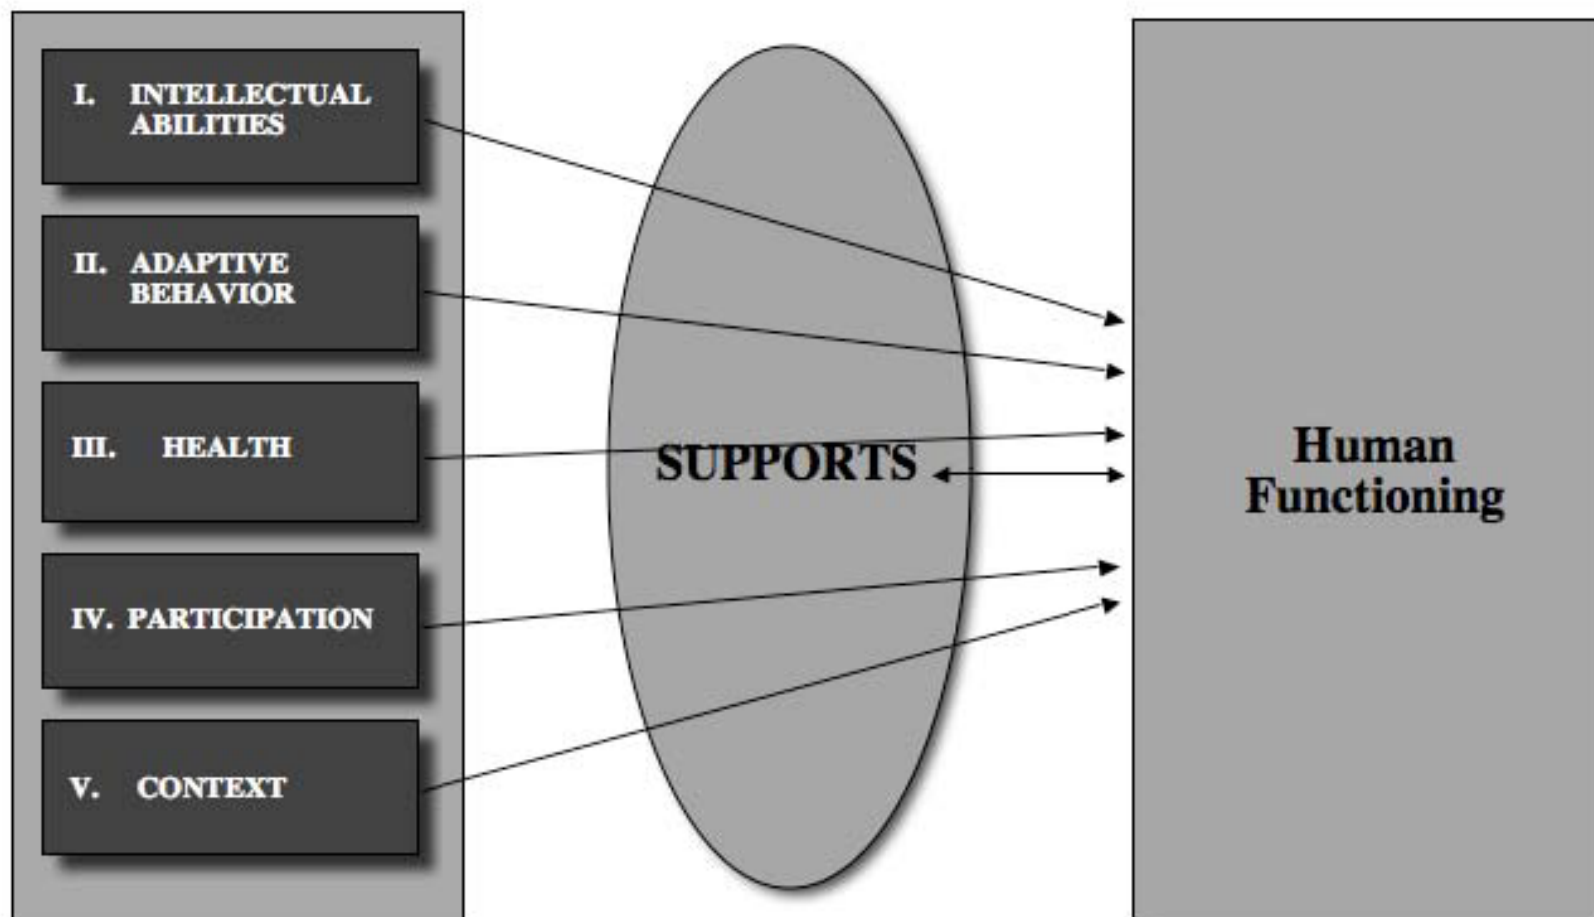 I. INTELLECTUAL
ABILITIES
II. ADAPTIVE
BEHAVIOR
III. HEALTH
IV. PARTICIPATION
V. CONTEXT
SUPPORTS
Human
Functioning